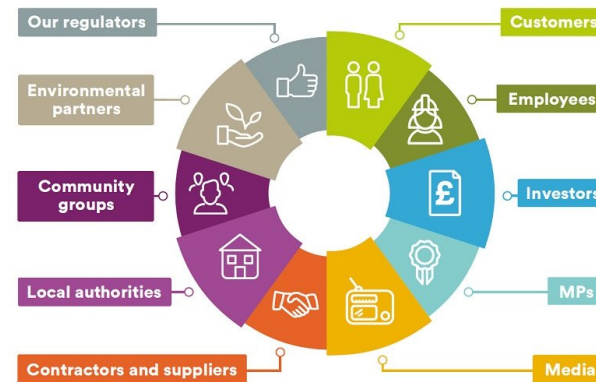 Our regulators
Customers
Environmental
partners
Employees
Community
groups
£
Investors
Local authorities
MPs
Contractors and suppliers
Media